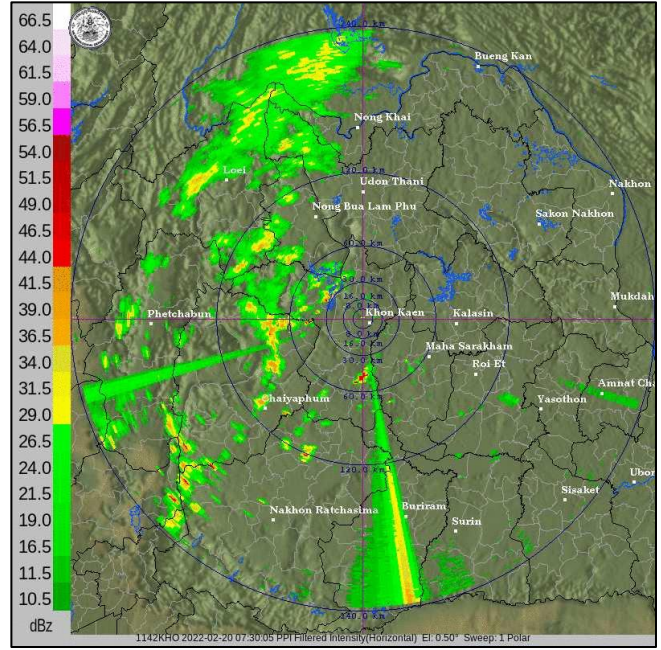 66.5
64.0
61.5
59.0
56.5
54.0
51.5
49.0
46.5
44.0
41.5
39.0
36.5
34.0
31.5
29.0
26.5
24.0
21.5
19.0
16.5
14.0
11.5
10.5
dBz
Bueng Kan
Nong Khai
Loei
Udon Thani
Nakhon
Nong Bua Lam Phu
Sakon Nakhon
Mukdah
Phetchabun
Khon Kaen
Kalasin
Maha Sarakham
Roi Et
Amnat Cha
Chaiyaphum
Yasothon
Ubon
Sisaket
Nakhon Ratchasima
Buriram
Surin
1142KHO 2022-02-20 07:30:05 PPI Filtered Intensity(Horizontal) El: 0.50° Sweep: 1 Polar